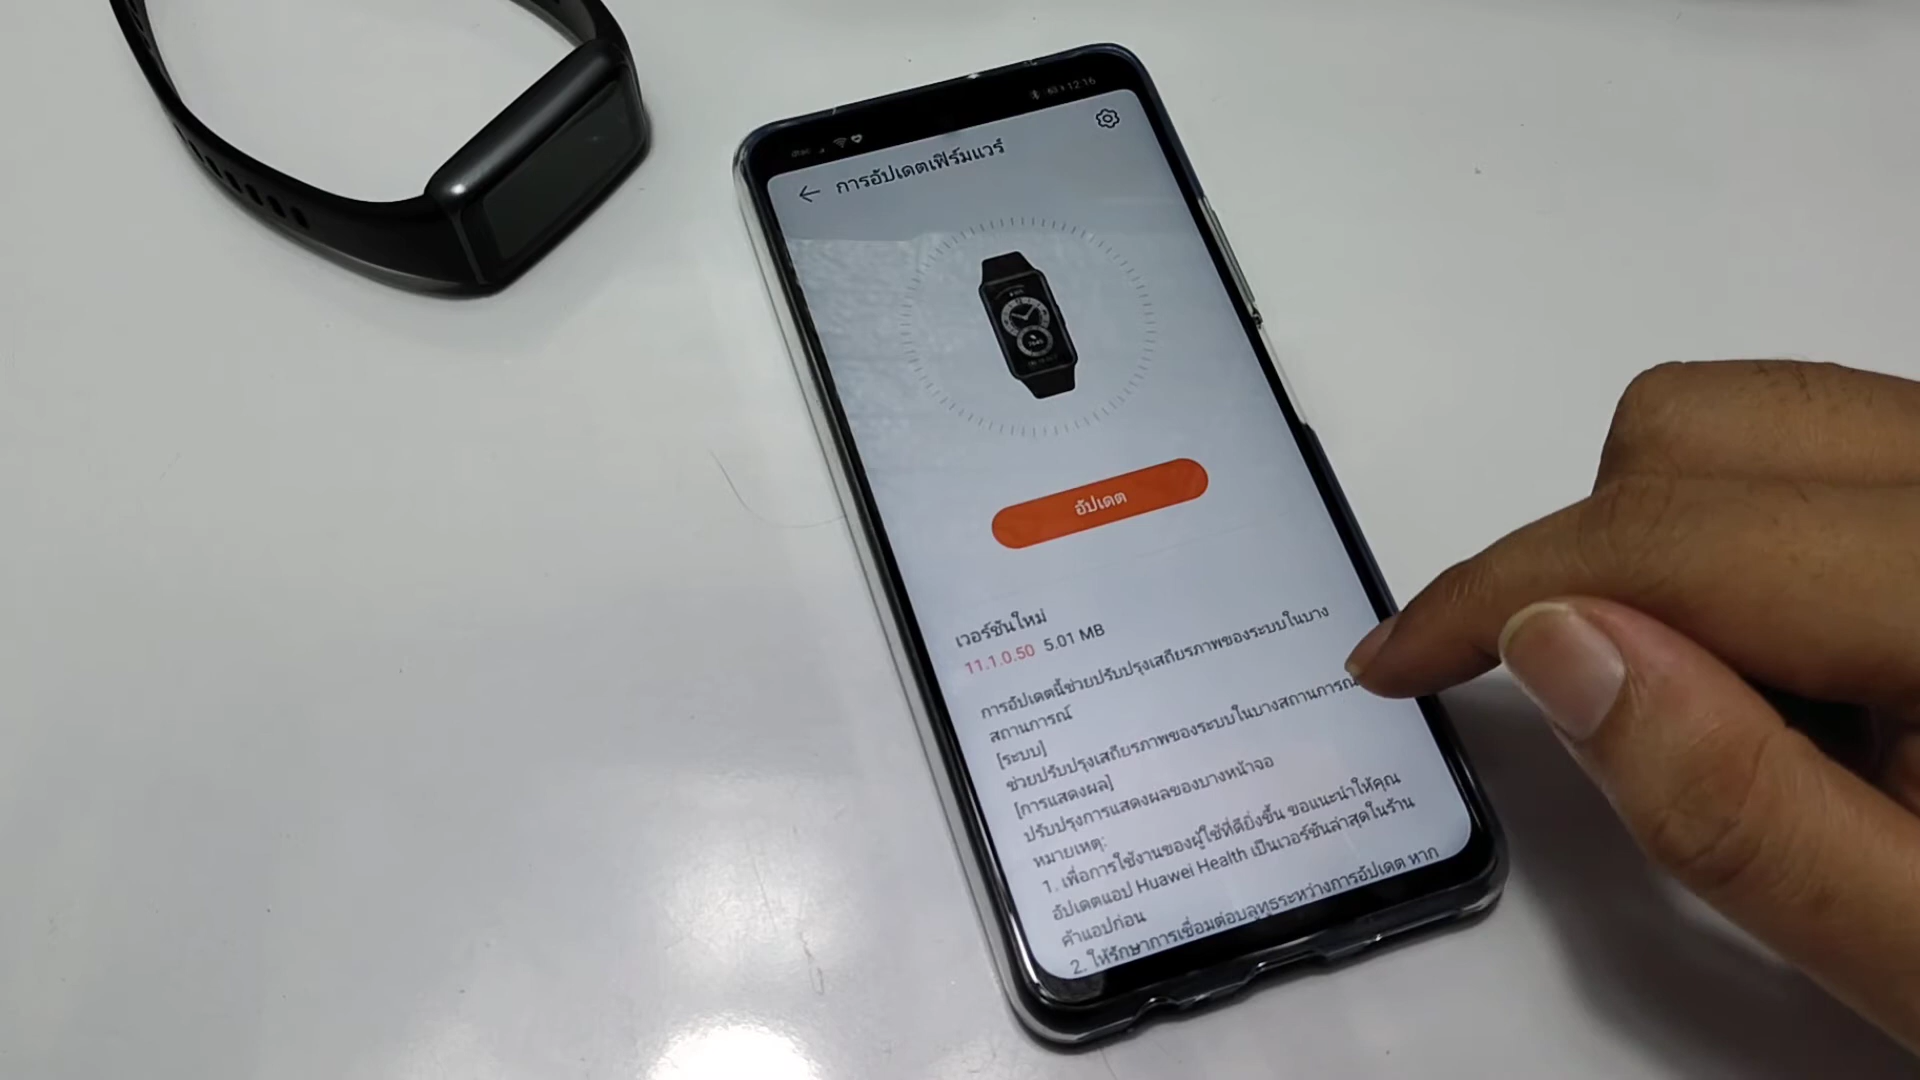 12:16
การอัปเดตเฟิร์มแวร์
อัปเดต
เวอร์ชันใหม่
11.1.0.50 5.01 MB
การอัปเดตนี้ช่วยปรับปรุงเสถียรภาพของระบบในบาง
สถานการณ์
[ระบบ]
ช่วยปรับปรุงเสถียรภาพของระบบในบางสถานการณ์
[การแสดงผล]
ปรับปรุงการแสดงผลของบางหน้าจอ
หมายเหตุ:
1. เพื่อการใช้งานของผู้ใช้ที่ดียิ่งขึ้น ขอแนะนำให้คุณ
อัปเดตแอป Huawei Health เป็นเวอร์ชันล่าสุดในร้าน
ค้าแอปก่อน
2. ให้รักษาการเชื่อมต่อบลูทูธระหว่างการอัปเดต หาก